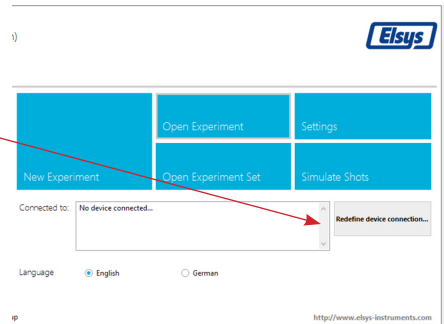 n)
Elsys
Open Experiment
Settings
New Experiment
Open Experiment Set
Simulate Shots
Connected to:
No device connected...
Redefine device connection...
Language
English
German
up
http://www.elsys-instruments.com